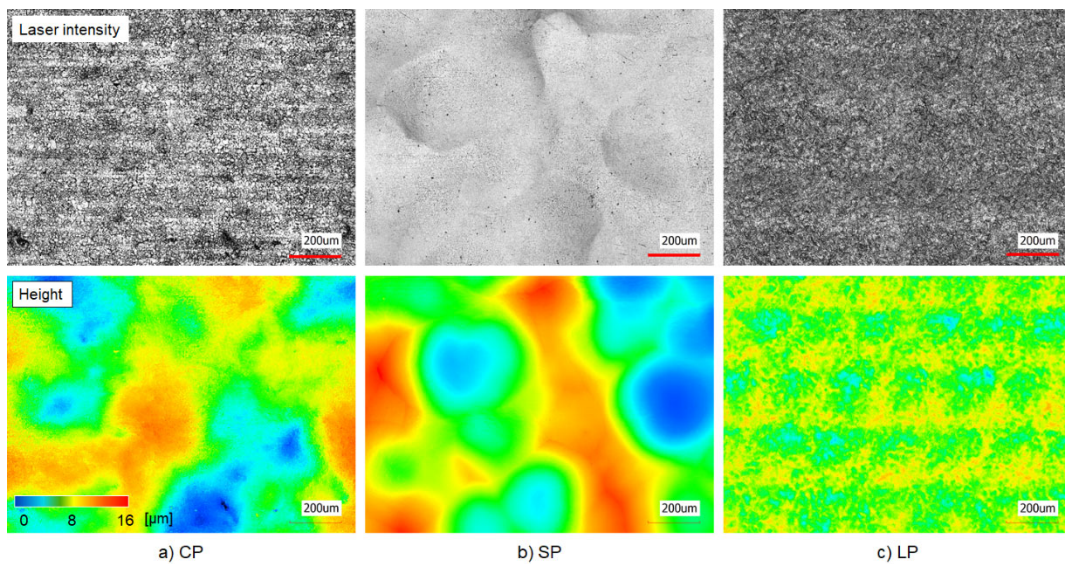 Laser intensity
200um
200um
200um
Height
0 8 16 [μm]
200um
200um
200um
a) CP
b) SP
c) LP